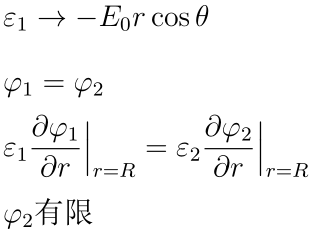 ε₁ → −E₀r cos θ
φ₁ = φ₂
ε₁ ∂φ₁/∂r |_{r=R} = ε₂ ∂φ₂/∂r |_{r=R}
φ₂有限